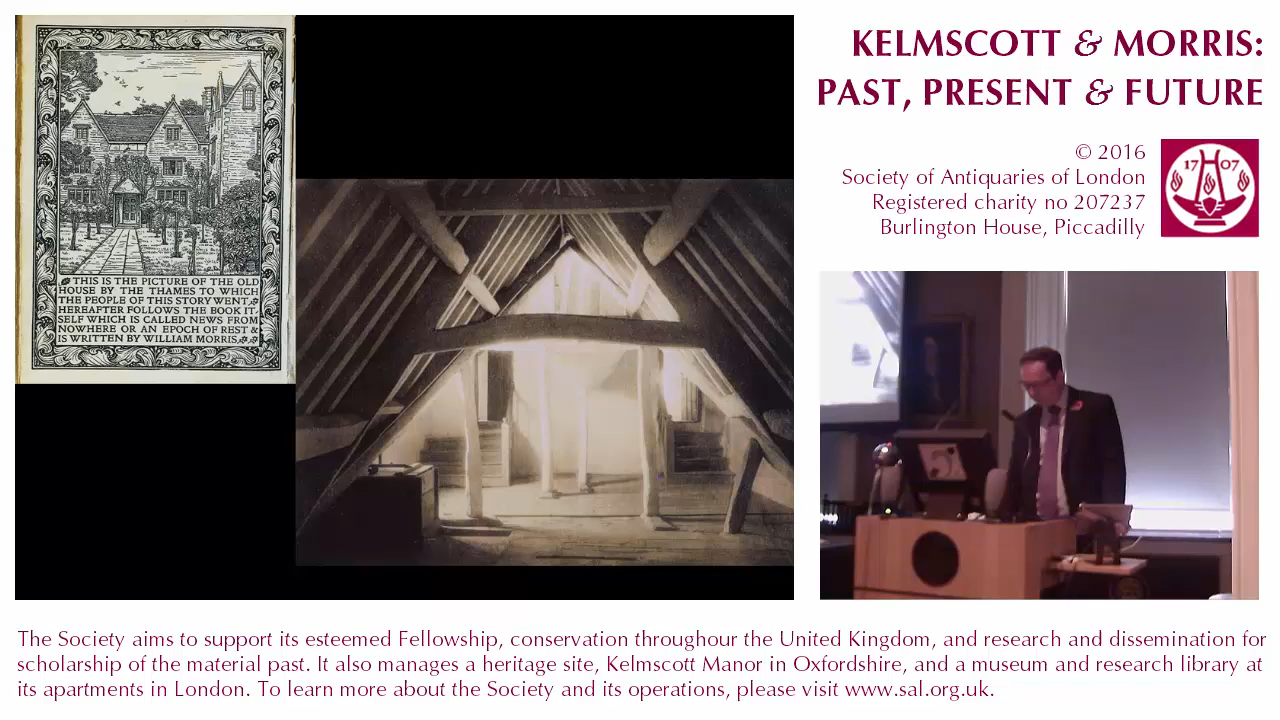 THIS IS THE PICTURE OF THE OLD
HOUSE BY THE THAMES TO WHICH
THE PEOPLE OF THIS STORY WENT
HEREAFTER FOLLOWS THE BOOK IT-
SELF WHICH IS CALLED NEWS FROM
NOWHERE OR AN EPOCH OF REST &
IS WRITTEN BY WILLIAM MORRIS
KELMSCOTT & MORRIS:
PAST, PRESENT & FUTURE
© 2016
Society of Antiquaries of London
Registered charity no 207237
Burlington House, Piccadilly
17 07
The Society aims to support its esteemed Fellowship, conservation throughour the United Kingdom, and research and dissemination for
scholarship of the material past. It also manages a heritage site, Kelmscott Manor in Oxfordshire, and a museum and research library at
its apartments in London. To learn more about the Society and its operations, please visit www.sal.org.uk.